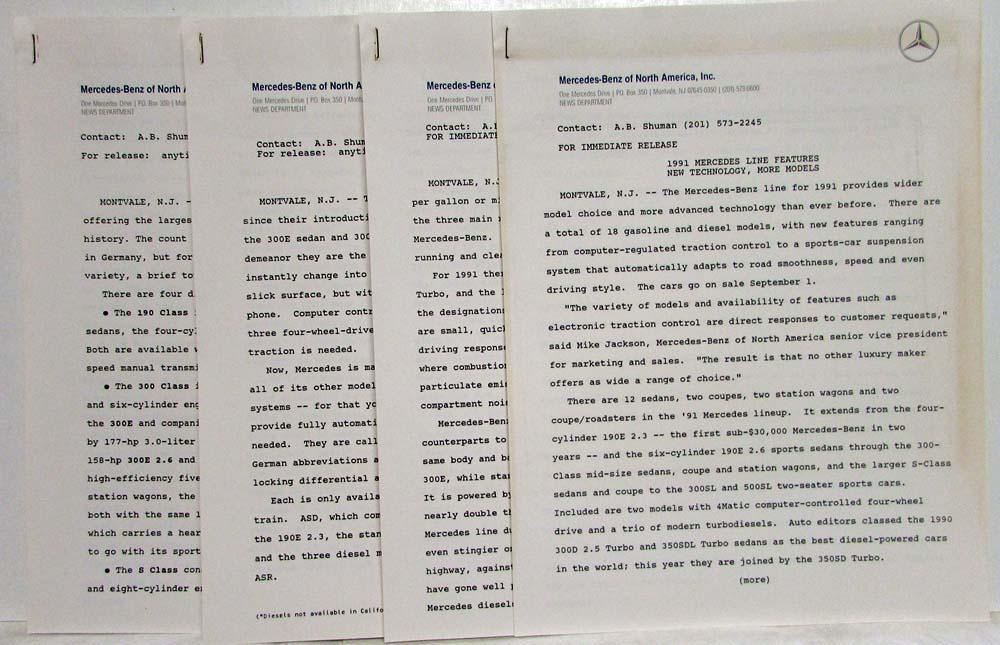 Mercedes-Benz of North A
One Mercedes Drive | P.O. Box 350 | Mo
NEWS DEPARTMENT
Contact: A.B. Shum
For release: anyti
MONTVALE, N.J. -
offering the larges
history. The count
in Germany, but for
variety, a brief to
There are four d
● The 190 Class
sedans, the four-cy
Both are available
speed manual transmi
● The 300 Class
and six-cylinder eng
the 300E and compani
by 177-hp 3.0-liter
158-hp 300E 2.6 and
high-efficiency five
station wagons, the
both with the same
which carries a hear
to go with its sport
● The S Class con
and eight-cylinder e
Mercedes-Benz of North A
One Mercedes Drive | P.O. Box 350 | Mont
NEWS DEPARTMENT
Contact: A.B. Shum
For release: anyti
MONTVALE, N.J. --
since their introducti
the 300E sedan and 300
demeanor they are the
instantly change into
slick surface, but wit
phone. Computer contr
three four-wheel-drive
traction is needed.
Now, Mercedes is ma
all of its other model
systems -- for that yo
provide fully automati
needed. They are call
German abbreviations a
locking differential a
Each is only availa
train. ASD, which com
the 190E 2.3, the stan
and the three diesel m
ASR.
(*Diesels not available in Califo
Mercedes-Benz
One Mercedes Drive | P.O
NEWS DEPARTMENT
Contact: A.
FOR IMMEDIAT
MONTVALE, N.J
per gallon or mi
the three main
Mercedes-Benz.
running and clea
For 1991 the
Turbo, and the
the designation
are small, quic
driving respons
where combustio
particulate emi
compartment noi
Mercedes-Ben
counterparts to
same body and b
300E, while sta
It is powered by
nearly double t
Mercedes line d
even stingier o
highway, agains
have gone well
Mercedes diesel
Mercedes-Benz of North America, Inc.
One Mercedes Drive | P.O. Box 350 | Montvale, NJ 07645-0350 | (201) 573-0600
NEWS DEPARTMENT
Contact: A.B. Shuman (201) 573-2245
FOR IMMEDIATE RELEASE
1991 MERCEDES LINE FEATURES
NEW TECHNOLOGY, MORE MODELS
MONTVALE, N.J. -- The Mercedes-Benz line for 1991 provides wider
model choice and more advanced technology than ever before. There are
a total of 18 gasoline and diesel models, with new features ranging
from computer-regulated traction control to a sports-car suspension
system that automatically adapts to road smoothness, speed and even
driving style. The cars go on sale September 1.
"The variety of models and availability of features such as
electronic traction control are direct responses to customer requests,"
said Mike Jackson, Mercedes-Benz of North America senior vice president
for marketing and sales. "The result is that no other luxury maker
offers as wide a range of choice."
There are 12 sedans, two coupes, two station wagons and two
coupe/roadsters in the '91 Mercedes lineup. It extends from the four-
cylinder 190E 2.3 -- the first sub-$30,000 Mercedes-Benz in two
years -- and the six-cylinder 190E 2.6 sports sedans through the 300-
Class mid-size sedans, coupe and station wagons, and the larger S-Class
sedans and coupe to the 300SL and 500SL two-seater sports cars.
Included are two models with 4Matic computer-controlled four-wheel
drive and a trio of modern turbodiesels. Auto editors classed the 1990
300D 2.5 Turbo and 350SDL Turbo sedans as the best diesel-powered cars
in the world; this year they are joined by the 350SD Turbo.
(more)